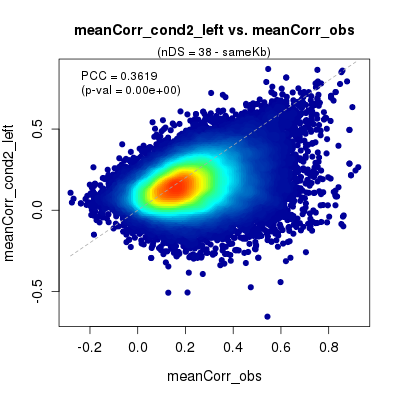 meanCorr_cond2_left vs. meanCorr_obs
(nDS = 38 - sameKb)
PCC = 0.3619
(p-val = 0.00e+00)
meanCorr_cond2_left
0.5
0.0
-0.5
-0.2 0.0 0.2 0.4 0.6 0.8
meanCorr_obs